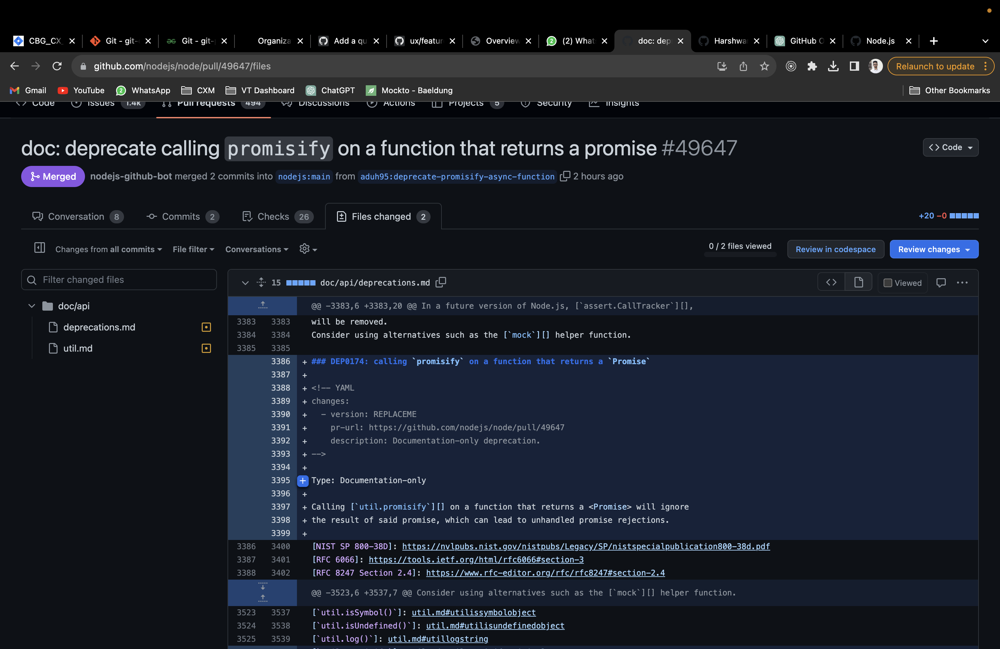 CBG_CX_ Git - git- Git - git-p Organiza Add a qu ux/featur Overview (2) What doc: dep Harshwa GitHub C Node.js
github.com/nodejs/node/pull/49647/files Relaunch to update
Gmail YouTube 2 WhatsApp CXM VT Dashboard ChatGPT Mockto - Baeldung Other Bookmarks
Code Issues 1.4k Pull requests 494 Discussions Actions Projects 5 Security Insights
doc: deprecate calling promisify on a function that returns a promise #49647 <> Code
Merged nodejs-github-bot merged 2 commits into nodejs:main from aduh95:deprecate-promisify-async-function 2 hours ago
Conversation 8 Commits 2 Checks 26 Files changed 2 +20 −0
Changes from all commits File filter Conversations 0 / 2 files viewed Review in codespace Review changes
Filter changed files
doc/api
deprecations.md
util.md
15 doc/api/deprecations.md <> Viewed ...
@@ -3383,6 +3383,20 @@ In a future version of Node.js, [`assert.CallTracker`][],
3383 3383 will be removed.
3384 3384 Consider using alternatives such as the [`mock`][] helper function.
3385 3385
3386 + ### DEP0174: calling `promisify` on a function that returns a `Promise`
3387 +
3388 + <!-- YAML
3389 + changes:
3390 + - version: REPLACEME
3391 + pr-url: https://github.com/nodejs/node/pull/49647
3392 + description: Documentation-only deprecation.
3393 + -->
3394 +
3395 + Type: Documentation-only
3396 +
3397 + Calling [`util.promisify`][] on a function that returns a <Promise> will ignore
3398 + the result of said promise, which can lead to unhandled promise rejections.
3399 +
3386 3400 [NIST SP 800-38D]: https://nvlpubs.nist.gov/nistpubs/Legacy/SP/nistspecialpublication800-38d.pdf
3387 3401 [RFC 6066]: https://tools.ietf.org/html/rfc6066#section-3
3388 3402 [RFC 8247 Section 2.4]: https://www.rfc-editor.org/rfc/rfc8247#section-2.4
@@ -3523,6 +3537,7 @@ Consider using alternatives such as the [`mock`][] helper function.
3523 3537 [`util.isSymbol()`]: util.md#utilissymbolobject
3524 3538 [`util.isUndefined()`]: util.md#utilisundefinedobject
3525 3539 [`util.log()`]: util.md#utillogstring